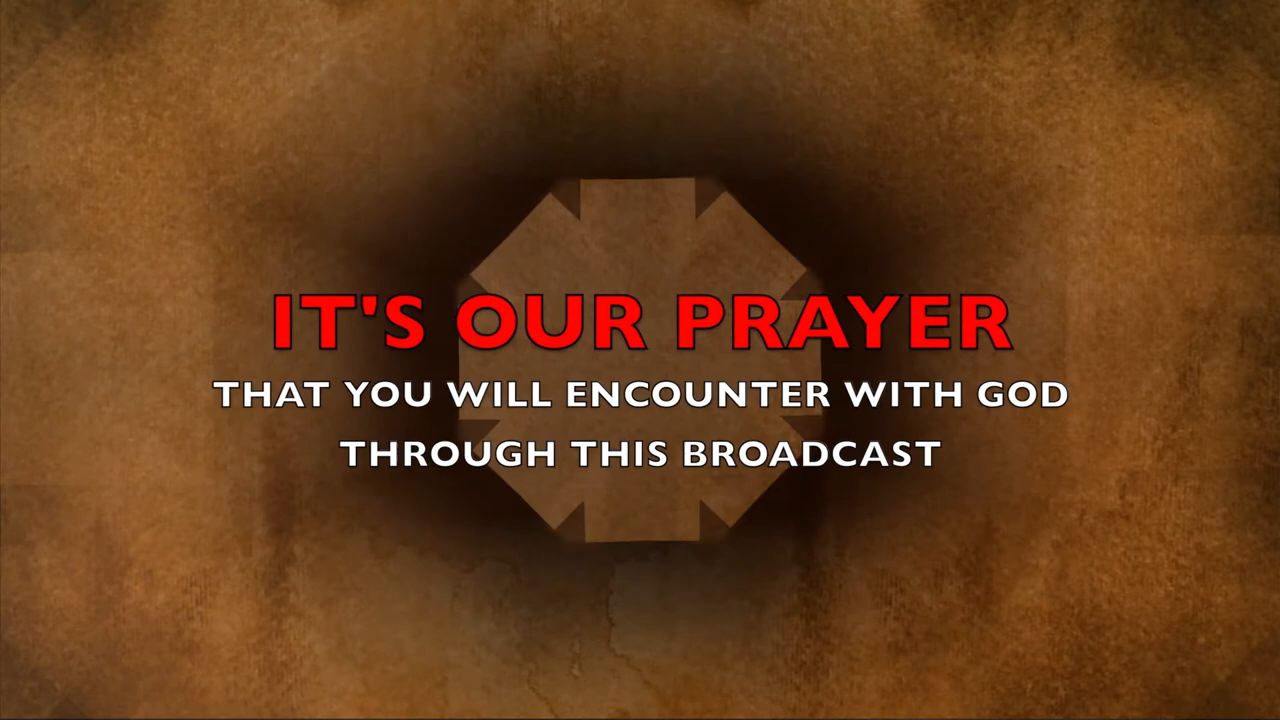 IT'S OUR PRAYER
THAT YOU WILL ENCOUNTER WITH GOD
THROUGH THIS BROADCAST